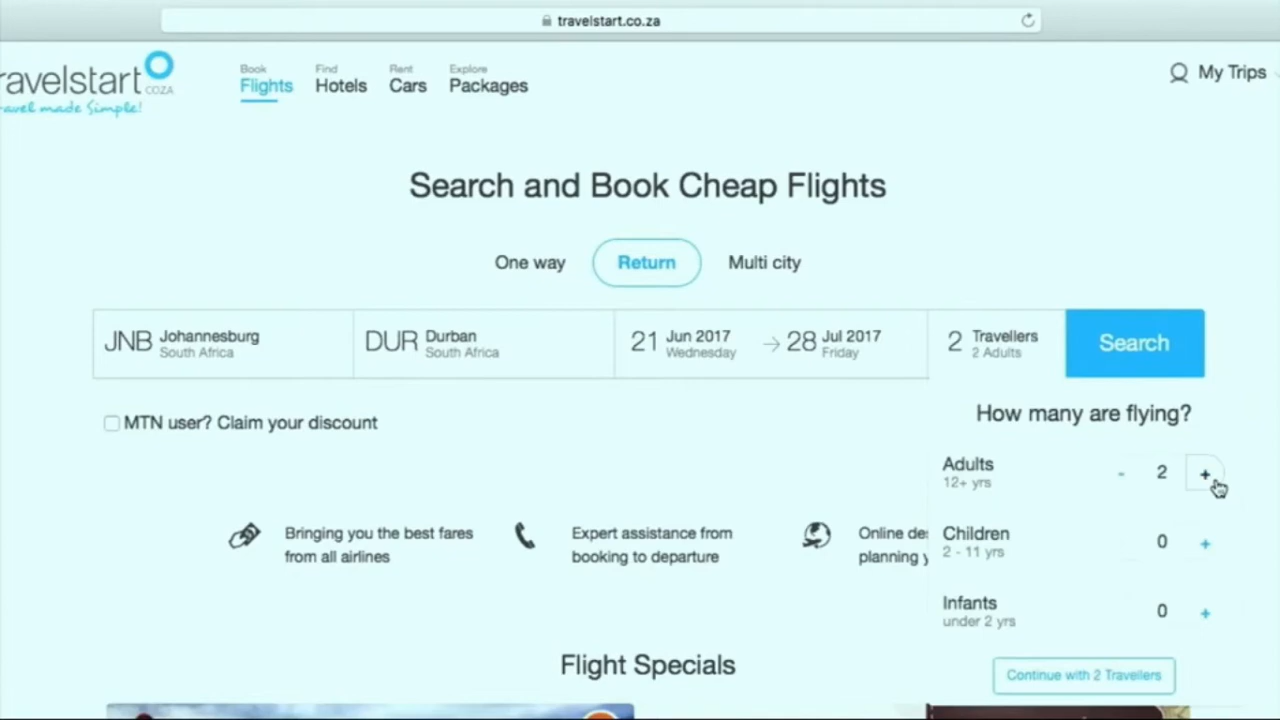 travelstart.co.za
ravelstart
COZA
ravel made Simple!
Book
Flights
Find
Hotels
Rent
Cars
Explore
Packages
My Trips
Search and Book Cheap Flights
One way
Return
Multi city
JNB Johannesburg
South Africa
DUR Durban
South Africa
21 Jun 2017
Wednesday
28 Jul 2017
Friday
2 Travellers
2 Adults
Search
MTN user? Claim your discount
How many are flying?
Adults
12+ yrs
- 2 +
Children
2 - 11 yrs
0 +
Infants
under 2 yrs
0 +
Continue with 2 Travellers
Bringing you the best fares
from all airlines
Expert assistance from
booking to departure
Online de
planning
Flight Specials